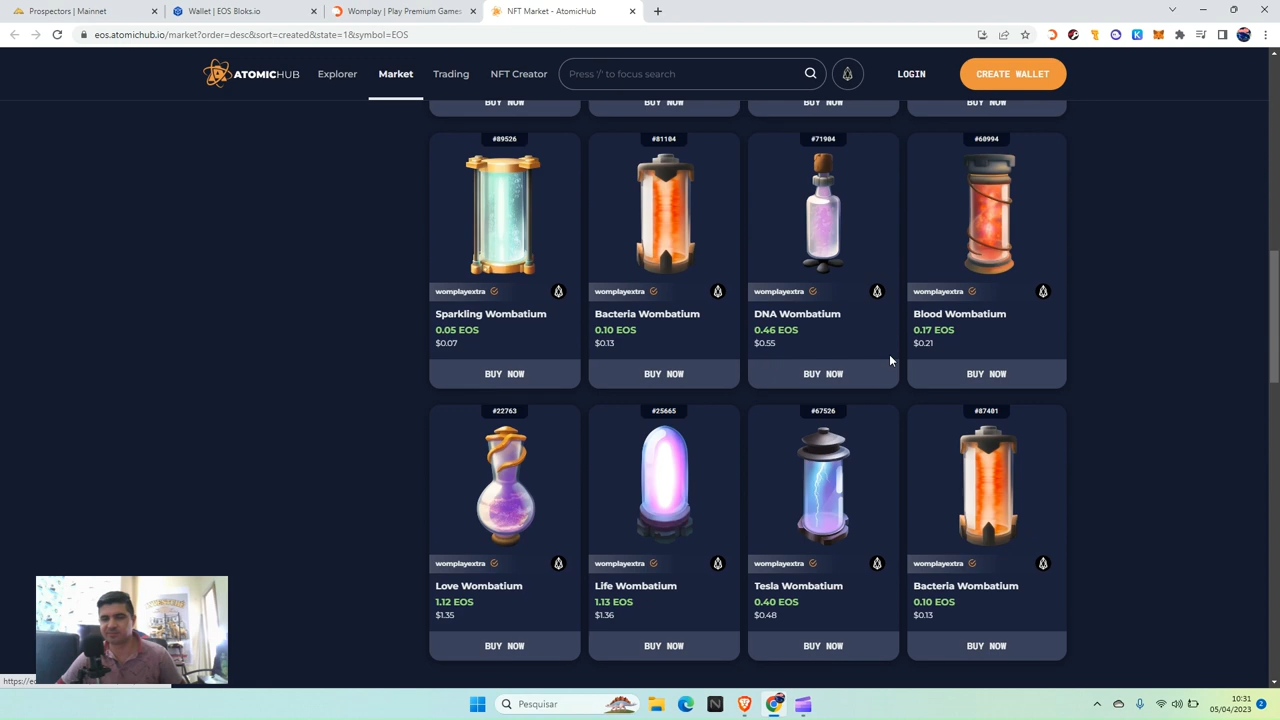 Prospectors | Mainnet
Wallet | EOS Bloks.io
Womplay | Play Premium Games
NFT Market - AtomicHub
eos.atomichub.io/market?order=desc&sort=created&state=1&symbol=EOS
ATOMICHUB
Explorer
Market
Trading
NFT Creator
Press '/' to focus search
LOGIN
CREATE WALLET
BUY NOW
BUY NOW
BUY NOW
BUY NOW
#89526
#81104
#71904
#60994
womplayextra
womplayextra
womplayextra
womplayextra
Sparkling Wombatium
Bacteria Wombatium
DNA Wombatium
Blood Wombatium
0.05 EOS
0.10 EOS
0.46 EOS
0.17 EOS
$0.07
$0.13
$0.55
$0.21
BUY NOW
BUY NOW
BUY NOW
BUY NOW
#22763
#25665
#67526
#87401
womplayextra
womplayextra
womplayextra
womplayextra
Love Wombatium
Life Wombatium
Tesla Wombatium
Bacteria Wombatium
1.12 EOS
1.13 EOS
0.40 EOS
0.10 EOS
$1.35
$1.36
$0.48
$0.13
BUY NOW
BUY NOW
BUY NOW
BUY NOW
Pesquisar
10:31
05/04/2023
2